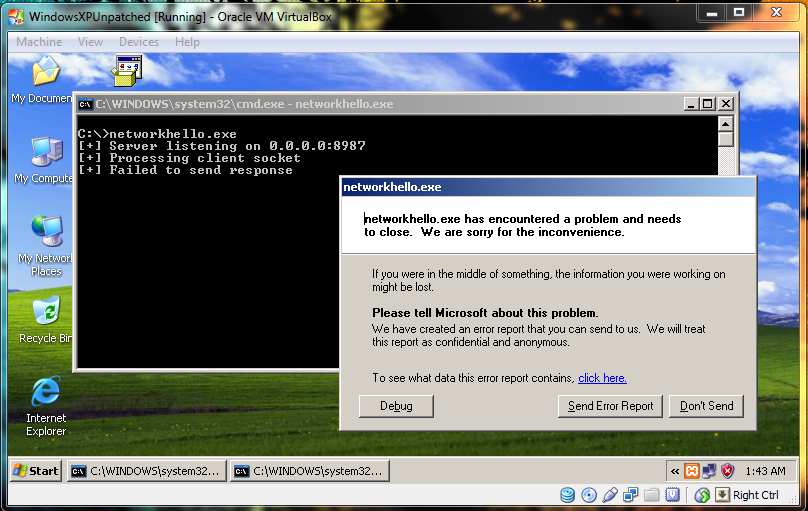 WindowsXPUnpatched [Running] - Oracle VM VirtualBox
Machine View Devices Help
My Documen
My Compute
My Network
Places
Recycle Bin
Internet
Explorer
C:\WINDOWS\system32\cmd.exe - networkhello.exe
C:\>networkhello.exe
[+] Server listening on 0.0.0.0:8987
[+] Processing client socket
[+] Failed to send response
networkhello.exe
networkhello.exe has encountered a problem and needs
to close. We are sorry for the inconvenience.
If you were in the middle of something, the information you were working on
might be lost.
Please tell Microsoft about this problem.
We have created an error report that you can send to us. We will treat
this report as confidential and anonymous.
To see what data this error report contains, click here.
Debug Send Error Report Don't Send
Start C:\WINDOWS\system32... C:\WINDOWS\system32... 1:43 AM
Right Ctrl